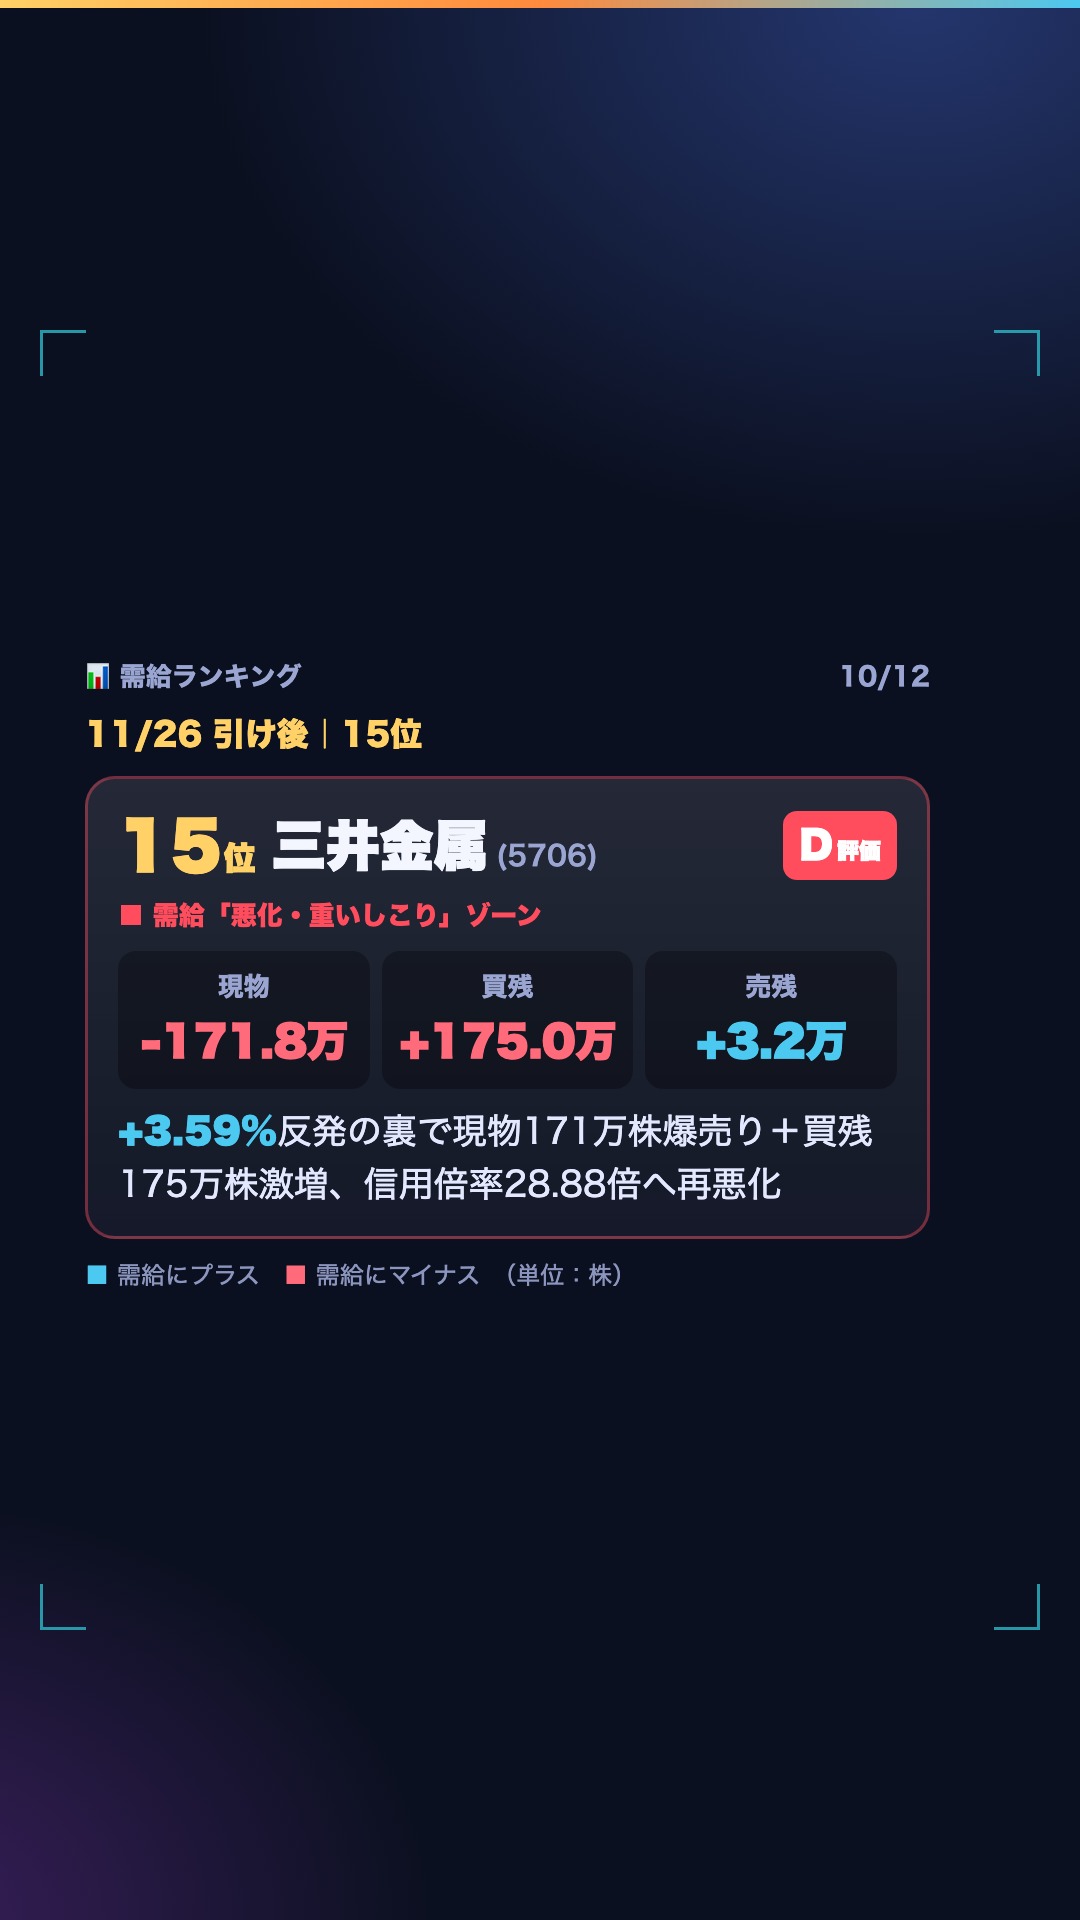 📊 需給ランキング 10/12
11/26 引け後｜15位
15位 三井金属 (5706) D評価
■ 需給「悪化・重いしこり」ゾーン
現物 買残 売残
-171.8万 +175.0万 +3.2万
+3.59%反発の裏で現物171万株爆売り＋買残
175万株激増、信用倍率28.88倍へ再悪化
■ 需給にプラス ■ 需給にマイナス （単位：株）